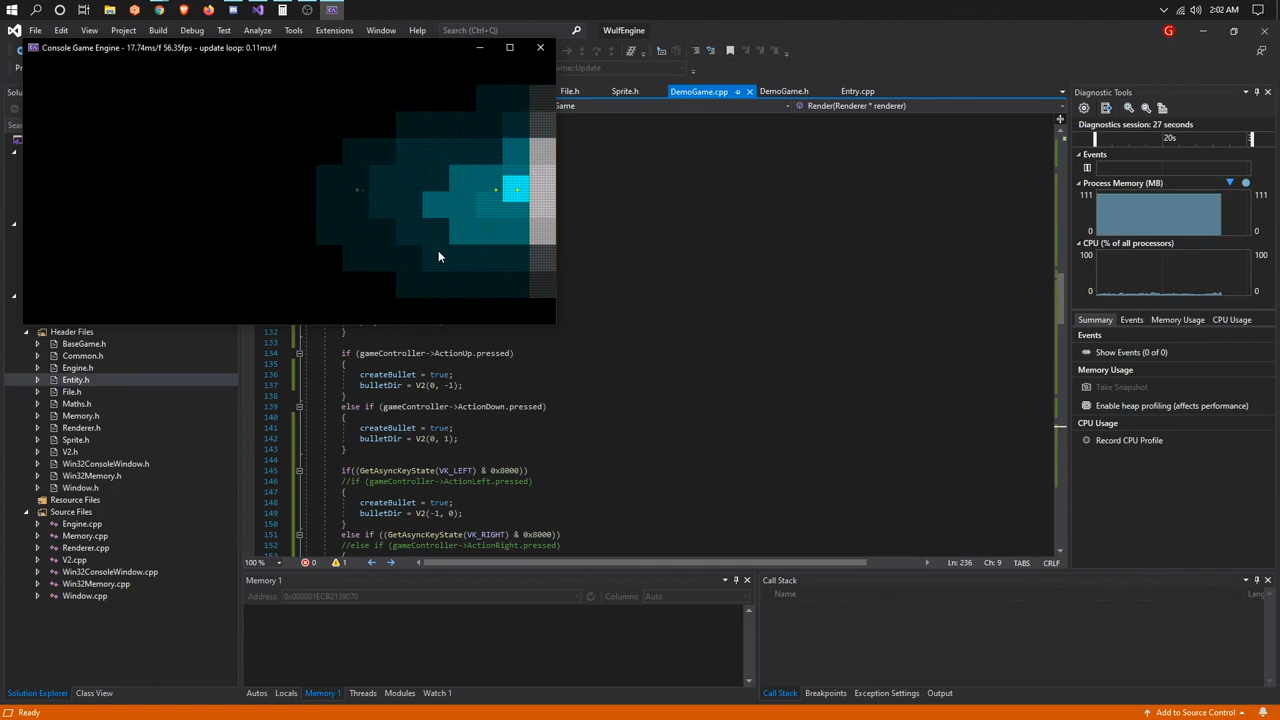 2:02 AM
File Edit View Project Build Debug Test Analyze Tools Extensions Window Help Search (Ctrl+Q) WulfEngine
Console Game Engine - 17.74ms/f 56.35fps - update loop: 0.11ms/f
File.h Sprite.h DemoGame.cpp DemoGame.h Entry.cpp
Game Render(Renderer * renderer)
Diagnostic Tools
Diagnostics session: 27 seconds
20s
Events
Process Memory (MB)
111 111
0 0
CPU (% of all processors)
100 100
0 0
Summary Events Memory Usage CPU Usage
Events
Show Events (0 of 0)
Memory Usage
Take Snapshot
Enable heap profiling (affects performance)
CPU Usage
Record CPU Profile
Header Files
BaseGame.h
Common.h
Engine.h
Entity.h
File.h
Maths.h
Memory.h
Renderer.h
Sprite.h
V2.h
Win32ConsoleWindow.h
Win32Memory.h
Window.h
Resource Files
Source Files
Engine.cpp
Memory.cpp
Renderer.cpp
V2.cpp
Win32ConsoleWindow.cpp
Win32Memory.cpp
Window.cpp
132 }
133
134 if (gameController->ActionUp.pressed)
135 {
136 createBullet = true;
137 bulletDir = V2(0, -1);
138 }
139 else if (gameController->ActionDown.pressed)
140 {
141 createBullet = true;
142 bulletDir = V2(0, 1);
143 }
144
145 if((GetAsyncKeyState(VK_LEFT) & 0x8000))
146 //if (gameController->ActionLeft.pressed)
147 {
148 createBullet = true;
149 bulletDir = V2(-1, 0);
150 }
151 else if ((GetAsyncKeyState(VK_RIGHT) & 0x8000))
152 //else if (gameController->ActionRight.pressed)
100 % 0 1 Ln: 236 Ch: 9 TABS CRLF
Memory 1
Address: 0x000001ECB2139070 Columns: Auto
Call Stack
Name
Solution Explorer Class View Autos Locals Memory 1 Threads Modules Watch 1 Call Stack Breakpoints Exception Settings Output
Ready Add to Source Control